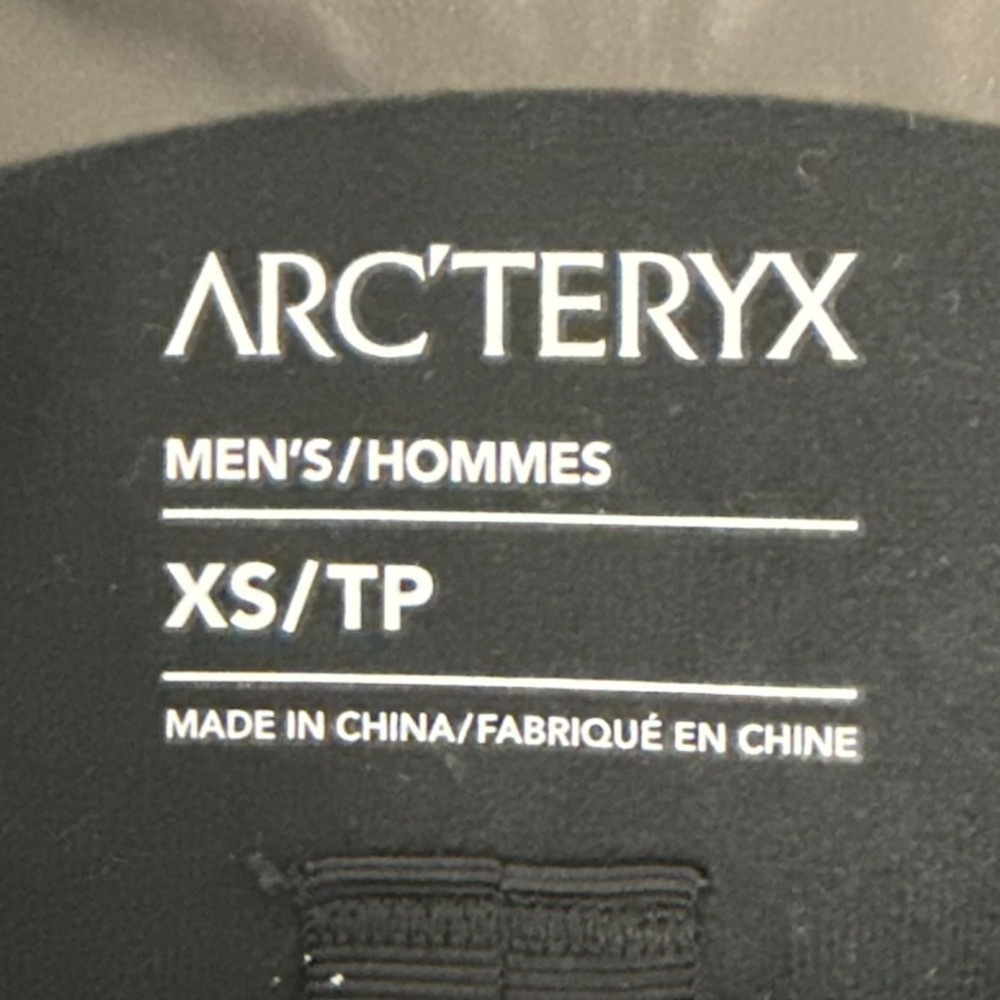 ARC'TERYX
MEN'S/HOMMES
XS/TP
MADE IN CHINA/FABRIQUÉ EN CHINE